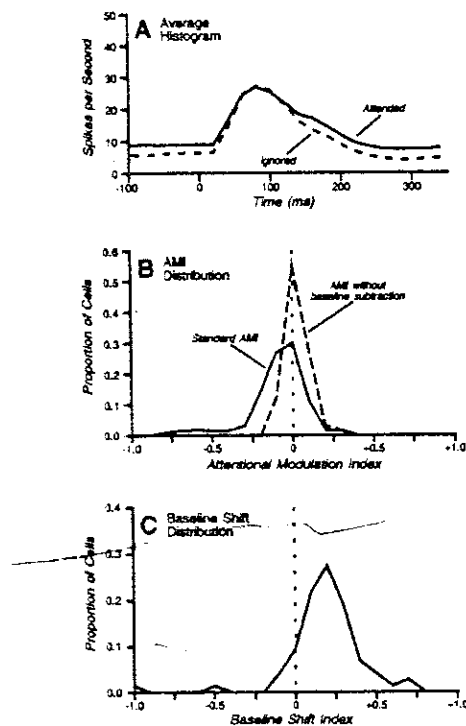 A Average
Histogram
50
40
30
20
10
0
Spikes per Second
Attended
Ignored
-100
0
100
200
300
Time (ms)
B AMI
Distribution
0.6
0.5
0.4
0.3
0.2
0.1
0.0
Proportion of Cells
AMI without
baseline subtraction
Standard AMI
-1.0
-0.5
0
+0.5
+1.0
Attentional Modulation Index
C Baseline Shift
Distribution
0.4
0.3
0.2
0.1
0.0
Proportion of Cells
-1.0
-0.5
0
+0.5
+1.0
Baseline Shift Index